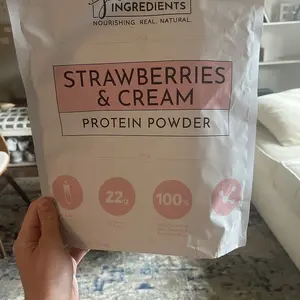 INGREDIENTS
NOURISHING. REAL. NATURAL.
STRAWBERRIES
& CREAM
PROTEIN POWDER
22g
100%